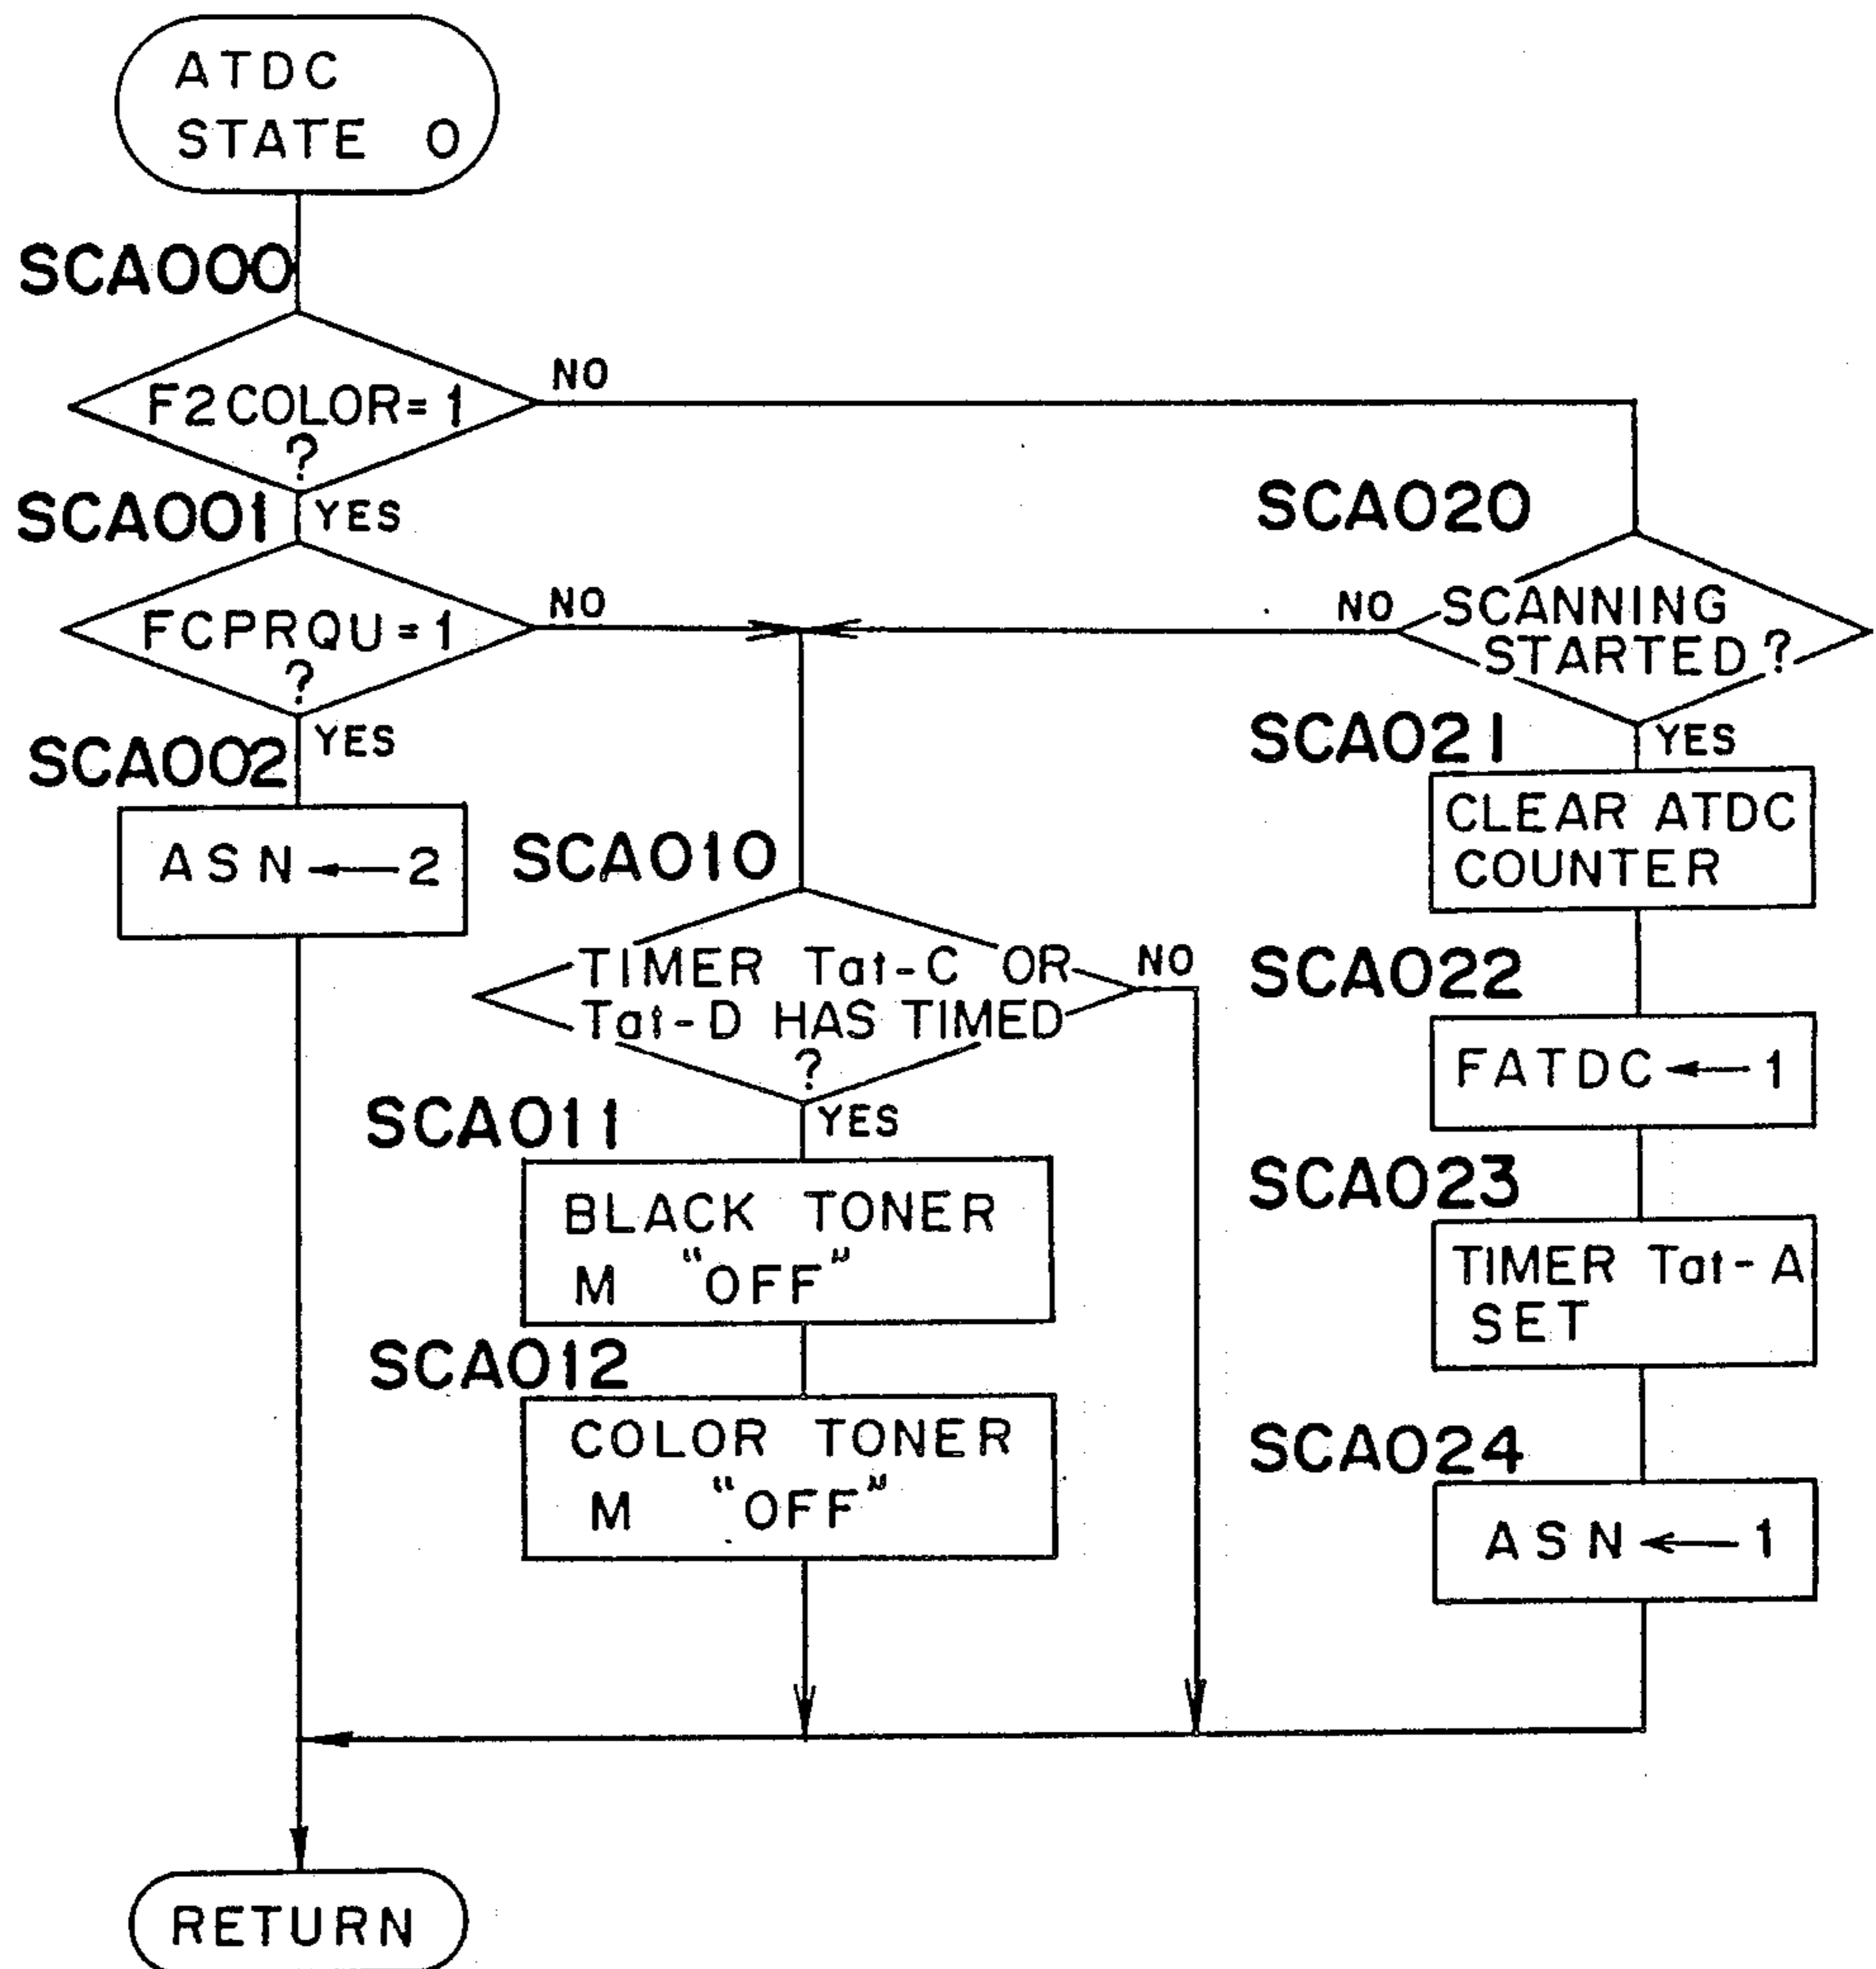 ATDC
STATE 0
SCA000
F2COLOR=1
?
NO
SCA001
YES
FCPRQU=1
?
NO
SCA002
YES
ASN←2
SCA020
SCANNING
STARTED?
NO
SCA021
YES
CLEAR ATDC
COUNTER
SCA010
TIMER Tat-C OR
Tat-D HAS TIMED
?
NO
SCA022
FATDC←1
SCA011
YES
BLACK TONER
M "OFF"
SCA023
TIMER Tat-A
SET
SCA012
COLOR TONER
M "OFF"
SCA024
ASN←1
RETURN